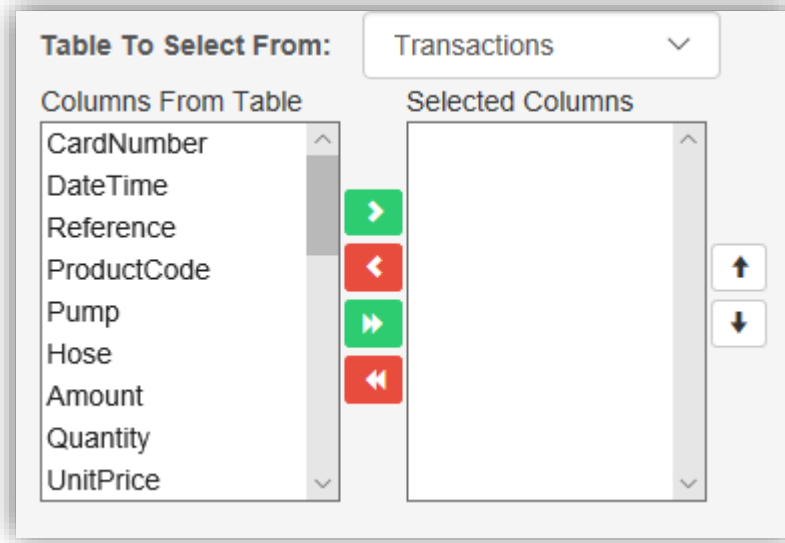 Table To Select From: Transactions
Columns From Table Selected Columns
CardNumber
DateTime
Reference
ProductCode
Pump
Hose
Amount
Quantity
UnitPrice